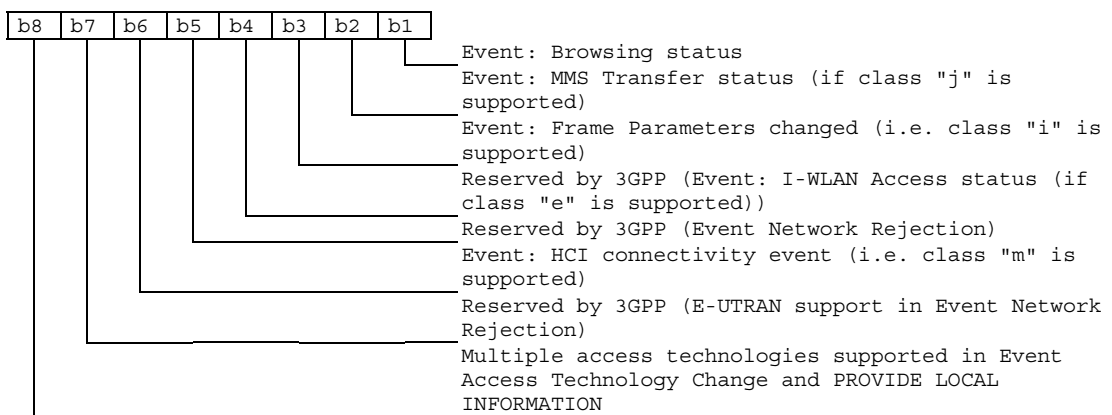 b8 b7 b6 b5 b4 b3 b2 b1
Event: Browsing status
Event: MMS Transfer status (if class "j" is
supported)
Event: Frame Parameters changed (i.e. class "i" is
supported)
Reserved by 3GPP (Event: I-WLAN Access status (if
class "e" is supported))
Reserved by 3GPP (Event Network Rejection)
Event: HCI connectivity event (i.e. class "m" is
supported)
Reserved by 3GPP (E-UTRAN support in Event Network
Rejection)
Multiple access technologies supported in Event
Access Technology Change and PROVIDE LOCAL
INFORMATION